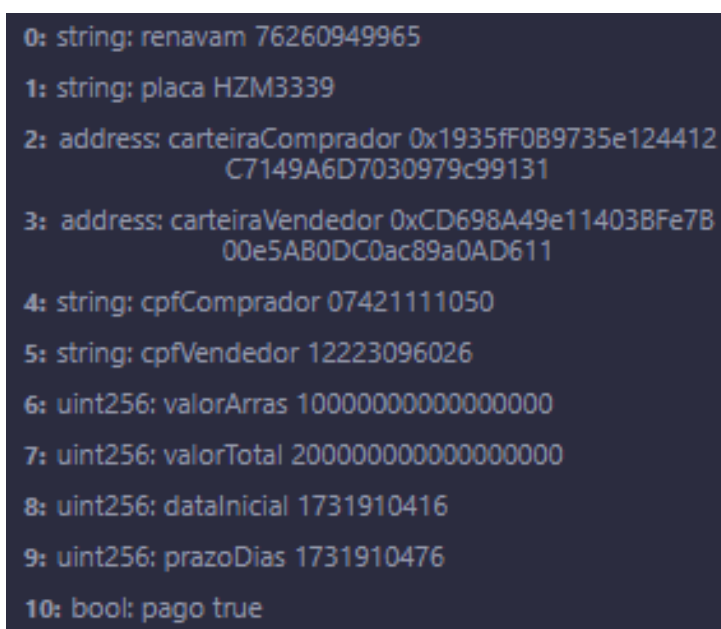 0: string: renavam 76260949965
1: string: placa HZM3339
2: address: carteiraComprador 0x1935fF0B9735e124412
C7149A6D7030979c99131
3: address: carteiraVendedor 0xCD698A49e11403BFe7B
00e5AB0DC0ac89a0AD611
4: string: cpfComprador 07421111050
5: string: cpfVendedor 12223096026
6: uint256: valorArras 10000000000000000
7: uint256: valorTotal 200000000000000000
8: uint256: dataInicial 1731910416
9: uint256: prazoDias 1731910476
10: bool: pago true